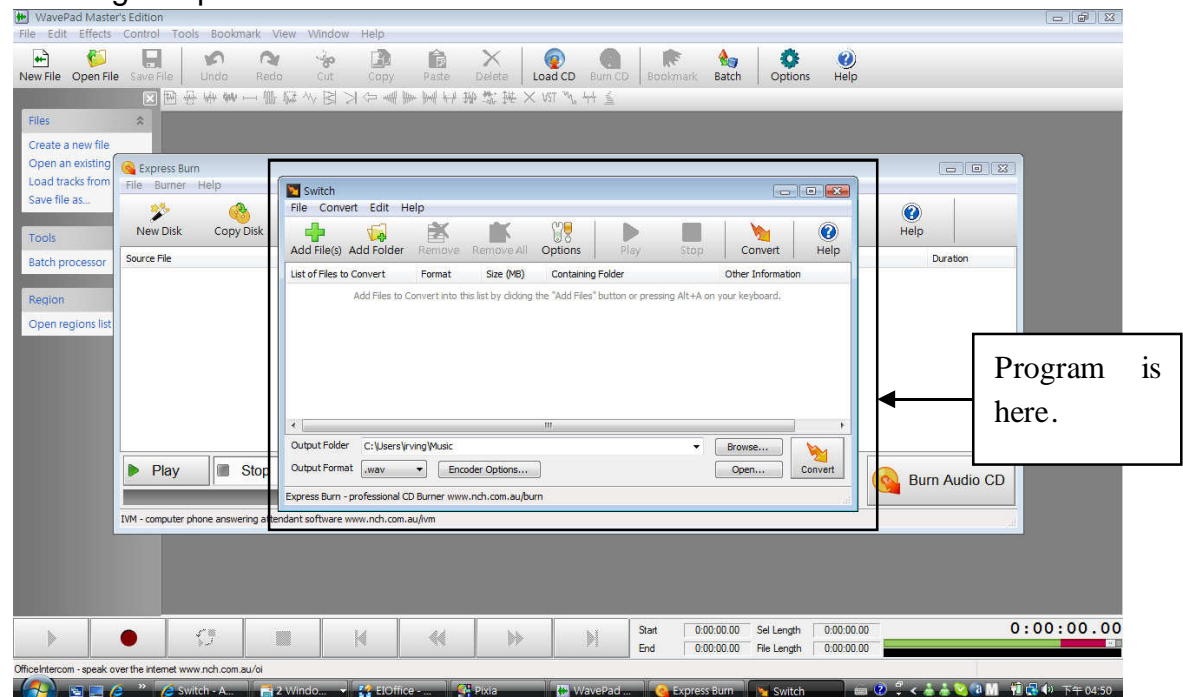 WavePad Master's Edition
File Edit Effects Control Tools Bookmark View Window Help
New File Open File Save File Undo Redo Cut Copy Paste Delete Load CD Burn CD Bookmark Batch Options Help
VST
Files
Create a new file
Open an existing
Load tracks from
Save file as...
Tools
Batch processor
Region
Open regions list
Express Burn
File Burner Help
New Disk Copy Disk Help
Source File Duration
Switch
File Convert Edit Help
Add File(s) Add Folder Remove Remove All Options Play Stop Convert Help
List of Files to Convert Format Size (MB) Containing Folder Other Information
Add Files to Convert into this list by clicking the "Add Files" button or pressing Alt+A on your keyboard.
Output Folder C:\Users\irving\Music Browse...
Output Format .wav Encoder Options... Open... Convert
Express Burn - professional CD Burner www.nch.com.au/burn
Play Stop Burn Audio CD
IVM - computer phone answering attendant software www.nch.com.au/ivm
Program is
here.
Start 0:00:00.00 Sel Length 0:00:00.00
End 0:00:00.00 File Length 0:00:00.00
0:00:00.00
OfficeIntercom - speak over the internet www.nch.com.au/oi
Switch - A... 2 Windo... EIOffice - ... Pixia WavePad ... Express Burn Switch 下午 04:50